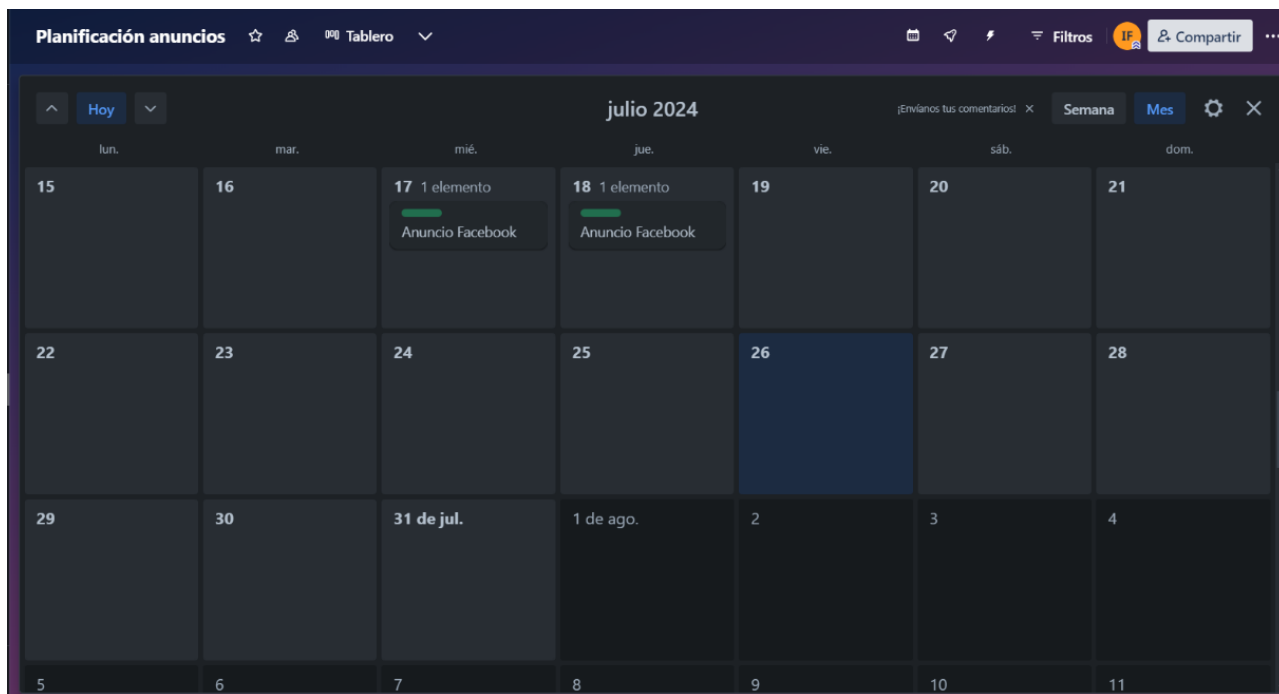 Planificación anuncios Tablero Filtros IF Compartir
Hoy julio 2024 ¡Envíanos tus comentarios! Semana Mes
lun. mar. mié. jue. vie. sáb. dom.
15 16 17 1 elemento 18 1 elemento 19 20 21
Anuncio Facebook Anuncio Facebook
22 23 24 25 26 27 28
29 30 31 de jul. 1 de ago. 2 3 4
5 6 7 8 9 10 11